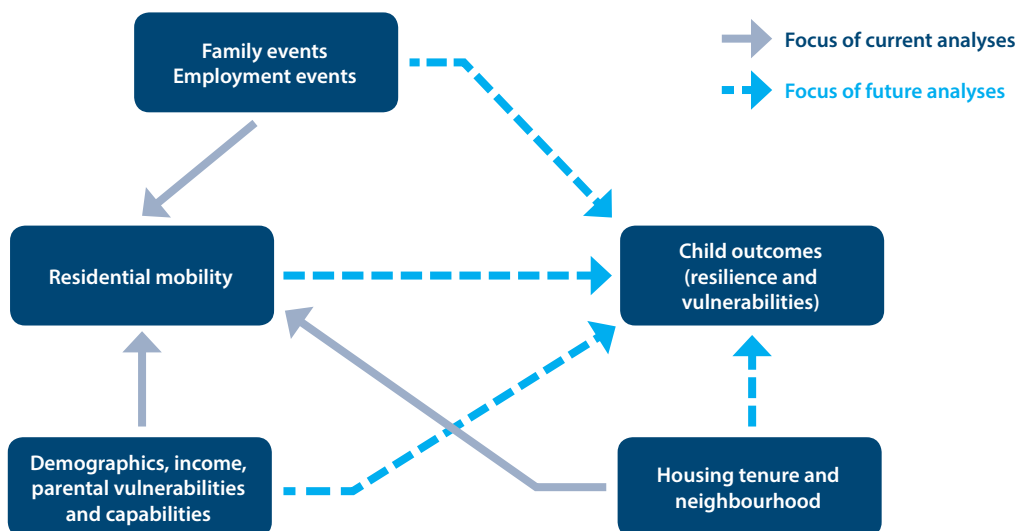 Family events
Employment events
Focus of current analyses
Focus of future analyses
Residential mobility
Child outcomes
(resilience and
vulnerabilities)
Demographics, income,
parental vulnerabilities
and capabilities
Housing tenure and
neighbourhood